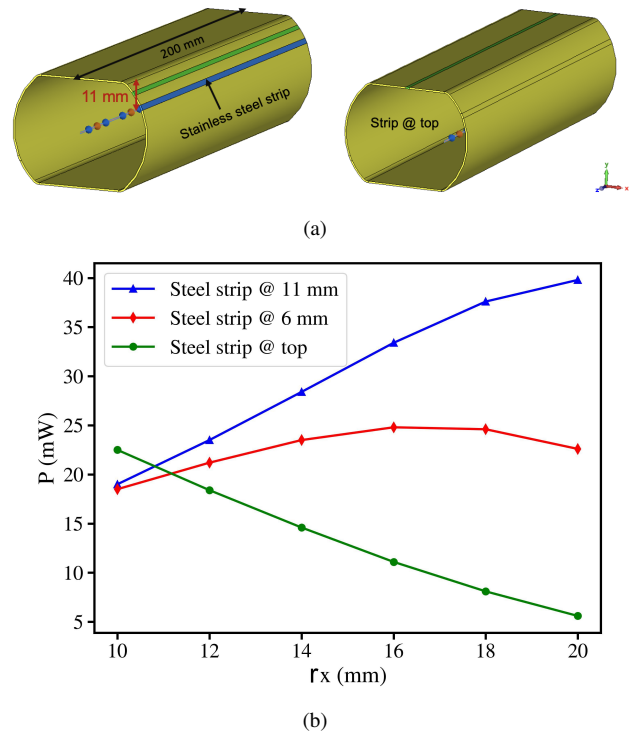 200 mm
11 mm
Stainless steel strip
Strip @ top
y
z
x
(a)
40
35
30
25
20
15
10
5
P (mW)
Steel strip @ 11 mm
Steel strip @ 6 mm
Steel strip @ top
10 12 14 16 18 20
rx (mm)
(b)